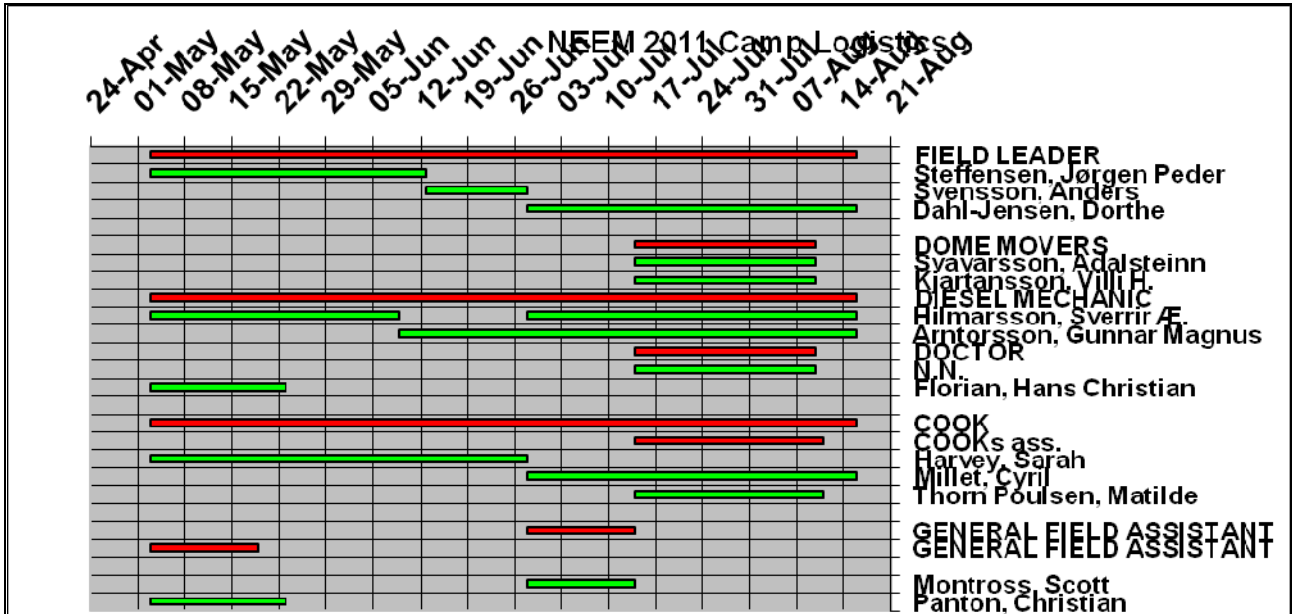 NEEM 2011 Camp Logistics
24-Apr
01-May
08-May
15-May
22-May
29-May
05-Jun
12-Jun
19-Jun
26-Jun
03-Jul
10-Jul
17-Jul
24-Jul
31-Jul
07-Aug
14-Aug
21-Aug
FIELD LEADER
Steffensen, Jørgen Peder
Svensson, Anders
Dahl-Jensen, Dorthe
DOME MOVERS
Svavarsson, Adalsteinn
Kjartansson, Villi H.
DIESEL MECHANIC
Hilmarsson, Sverrir Æ.
Arntorsson, Gunnar Magnus
DOCTOR
N.N.
Florian, Hans Christian
COOK
COOKs ass.
Harvey, Sarah
Millet, Cyril
Thorn Poulsen, Matilde
GENERAL FIELD ASSISTANT
GENERAL FIELD ASSISTANT
Montross, Scott
Panton, Christian